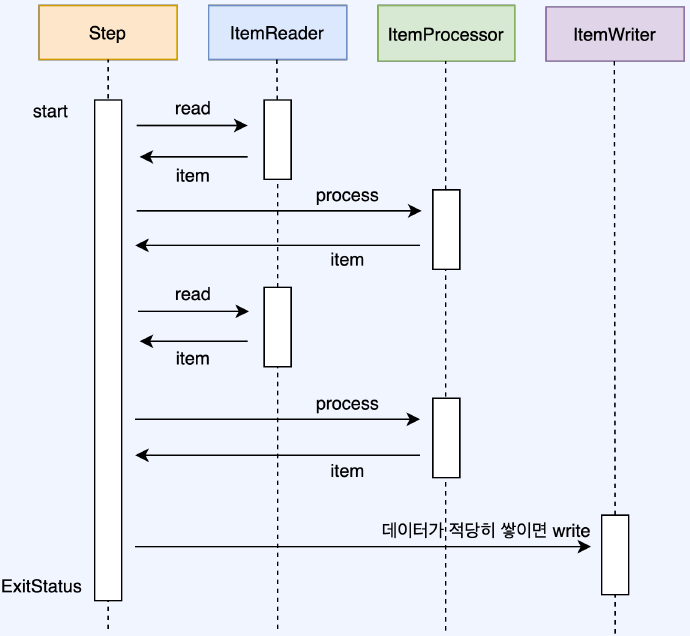 Step
ItemReader
ItemProcessor
ItemWriter
start
read
item
process
item
read
item
process
item
데이터가 적당히 쌓이면 write
ExitStatus